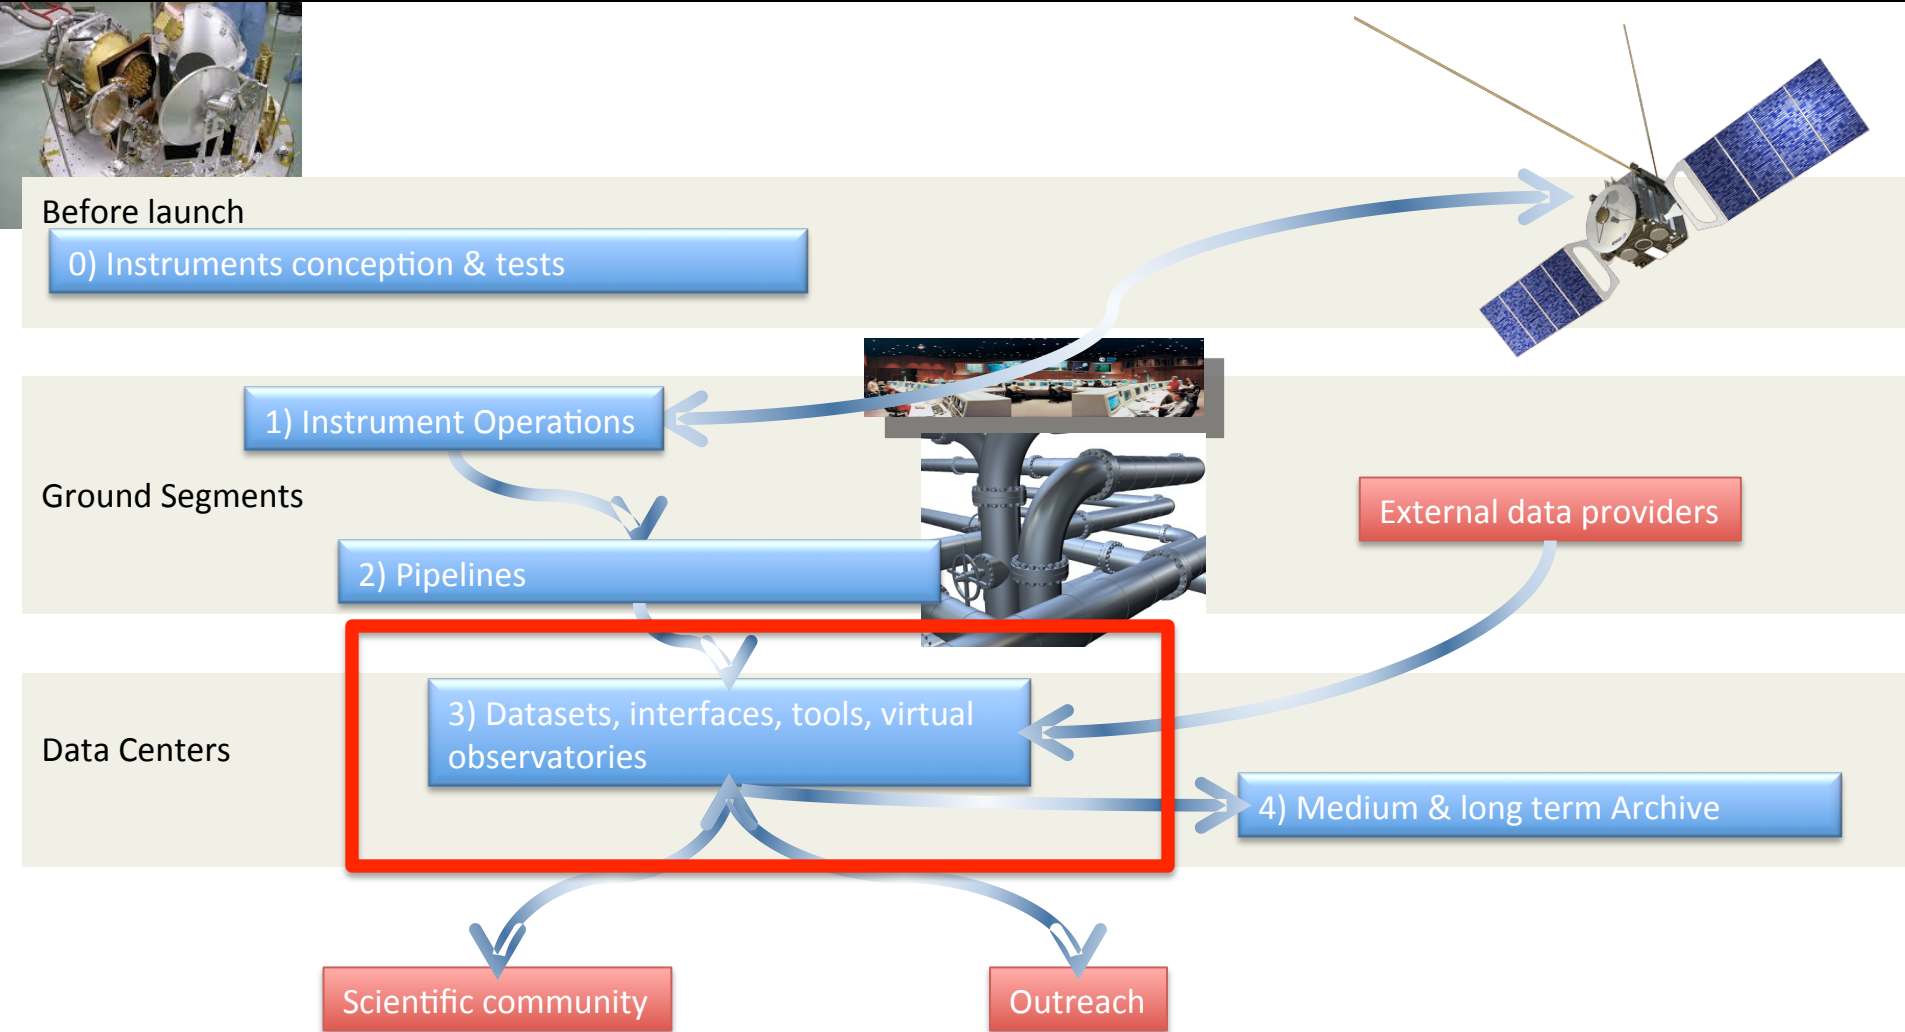 Before launch
0) Instruments conception & tests
1) Instrument Operations
Ground Segments
External data providers
2) Pipelines
3) Datasets, interfaces, tools, virtual
observatories
Data Centers
4) Medium & long term Archive
Scientific community
Outreach